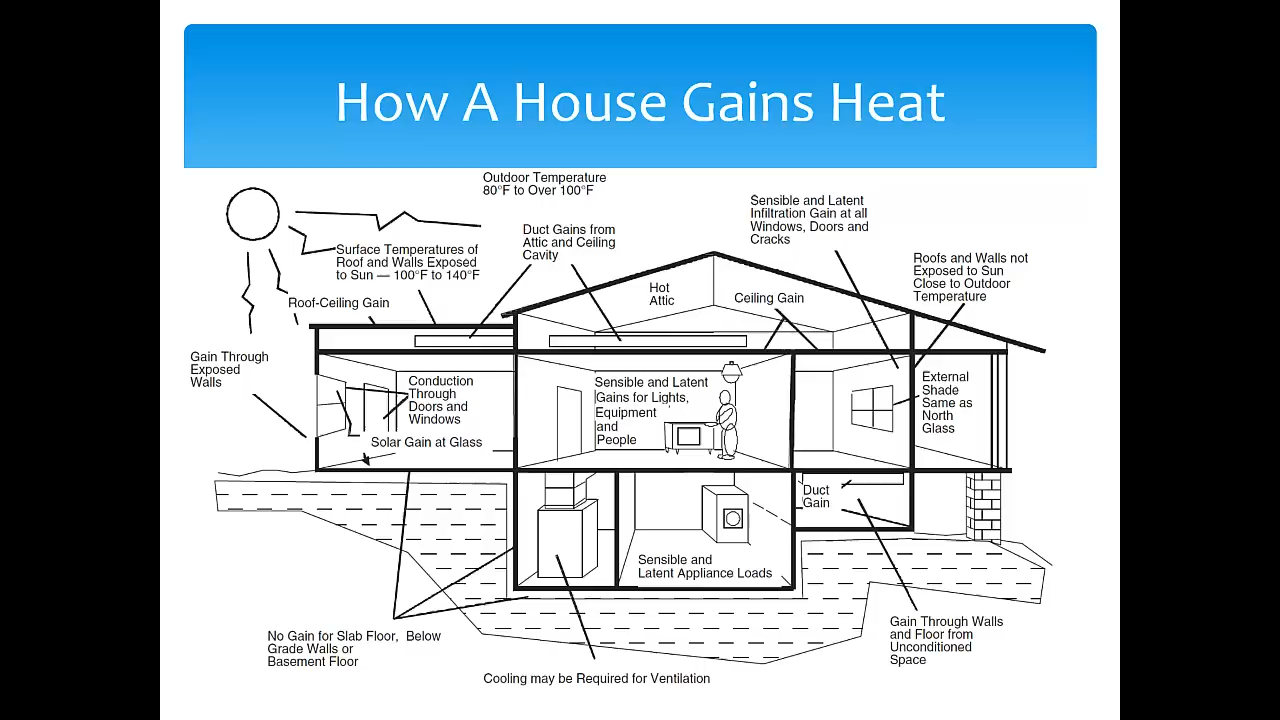 How A House Gains Heat
Outdoor Temperature
80°F to Over 100°F
Sensible and Latent
Infiltration Gain at all
Windows, Doors and
Cracks
Duct Gains from
Attic and Ceiling
Cavity
Surface Temperatures of
Roof and Walls Exposed
to Sun — 100°F to 140°F
Roofs and Walls not
Exposed to Sun
Close to Outdoor
Temperature
Roof-Ceiling Gain
Hot
Attic
Ceiling Gain
Gain Through
Exposed
Walls
Conduction
Through
Doors and
Windows
Solar Gain at Glass
Sensible and Latent
Gains for Lights,
Equipment
and
People
External
Shade
Same as
North
Glass
Duct
Gain
Sensible and
Latent Appliance Loads
No Gain for Slab Floor, Below
Grade Walls or
Basement Floor
Gain Through Walls
and Floor from
Unconditioned
Space
Cooling may be Required for Ventilation